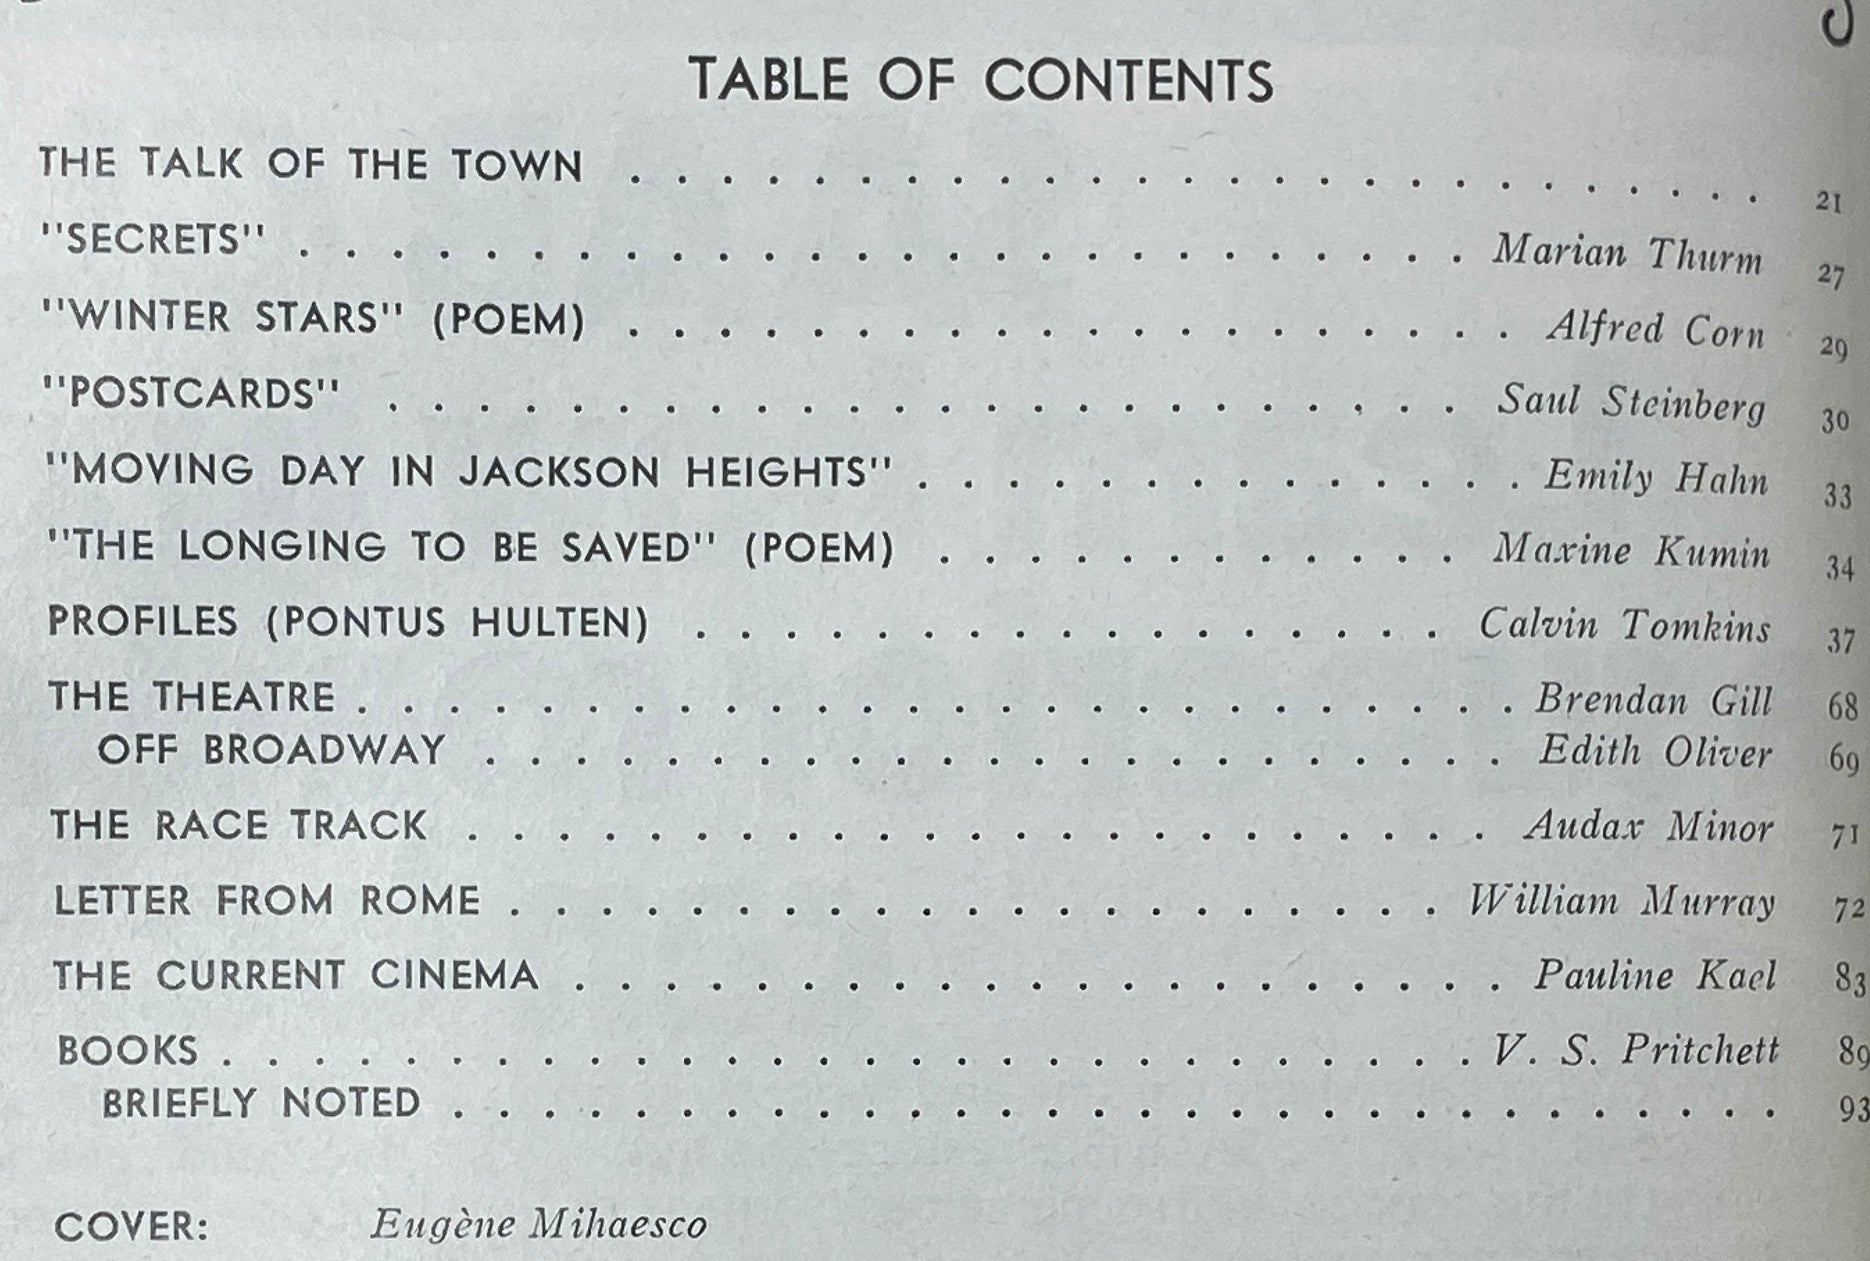 TABLE OF CONTENTS
THE TALK OF THE TOWN . . . . . . . . . . . . . . . . . . . . . . . . . 21
"SECRETS" . . . . . . . . . . . . . . . . . . . . . . . . . . Marian Thurm 27
"WINTER STARS" (POEM) . . . . . . . . . . . . . . . . . . . . Alfred Corn 29
"POSTCARDS" . . . . . . . . . . . . . . . . . . . . . . . . Saul Steinberg 30
"MOVING DAY IN JACKSON HEIGHTS" . . . . . . . . . . . . . . Emily Hahn 33
"THE LONGING TO BE SAVED" (POEM) . . . . . . . . . . . . Maxine Kumin 34
PROFILES (PONTUS HULTEN) . . . . . . . . . . . . . . . . . Calvin Tomkins 37
THE THEATRE . . . . . . . . . . . . . . . . . . . . . . . . . . Brendan Gill 68
OFF BROADWAY . . . . . . . . . . . . . . . . . . . . . . . Edith Oliver 69
THE RACE TRACK . . . . . . . . . . . . . . . . . . . . . . . Audax Minor 71
LETTER FROM ROME . . . . . . . . . . . . . . . . . . . . . William Murray 72
THE CURRENT CINEMA . . . . . . . . . . . . . . . . . . . . . Pauline Kael 83
BOOKS . . . . . . . . . . . . . . . . . . . . . . . . . . . . V. S. Pritchett 89
BRIEFLY NOTED . . . . . . . . . . . . . . . . . . . . . . . . . . . . . 93
COVER: Eugène Mihaesco